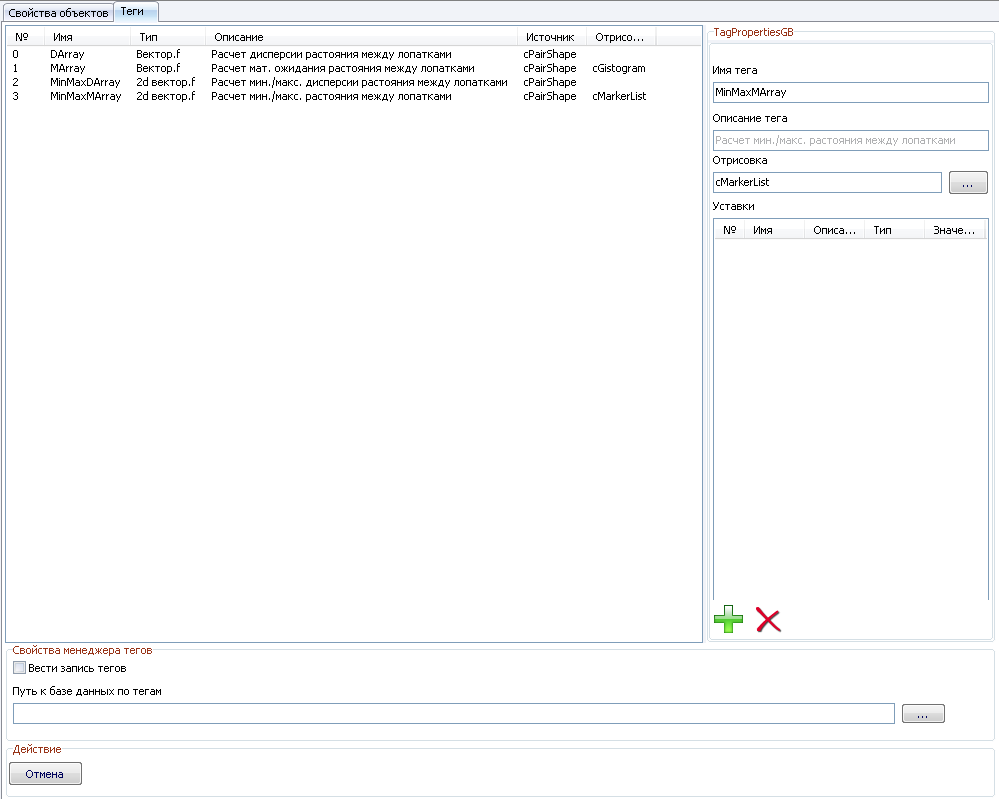 Свойства объектов Теги
№ Имя Тип Описание Источник Отрисо...
0 DArray Вектор.f Расчет дисперсии растояния между лопатками cPairShape
1 MArray Вектор.f Расчет мат. ожидания растояния между лопатками cPairShape cGistogram
2 MinMaxDArray 2d вектор.f Расчет мин./макс. дисперсии растояния между лопатками cPairShape
3 MinMaxMArray 2d вектор.f Расчет мин./макс. растояния между лопатками cPairShape cMarkerList
TagPropertiesGB
Имя тега
MinMaxMArray
Описание тега
Расчет мин./макс. растояния между лопатками
Отрисовка
cMarkerList ...
Уставки
№ Имя Описа... Тип Значе...
Свойства менеджера тегов
Вести запись тегов
Путь к базе данных по тегам
...
Действие
Отмена